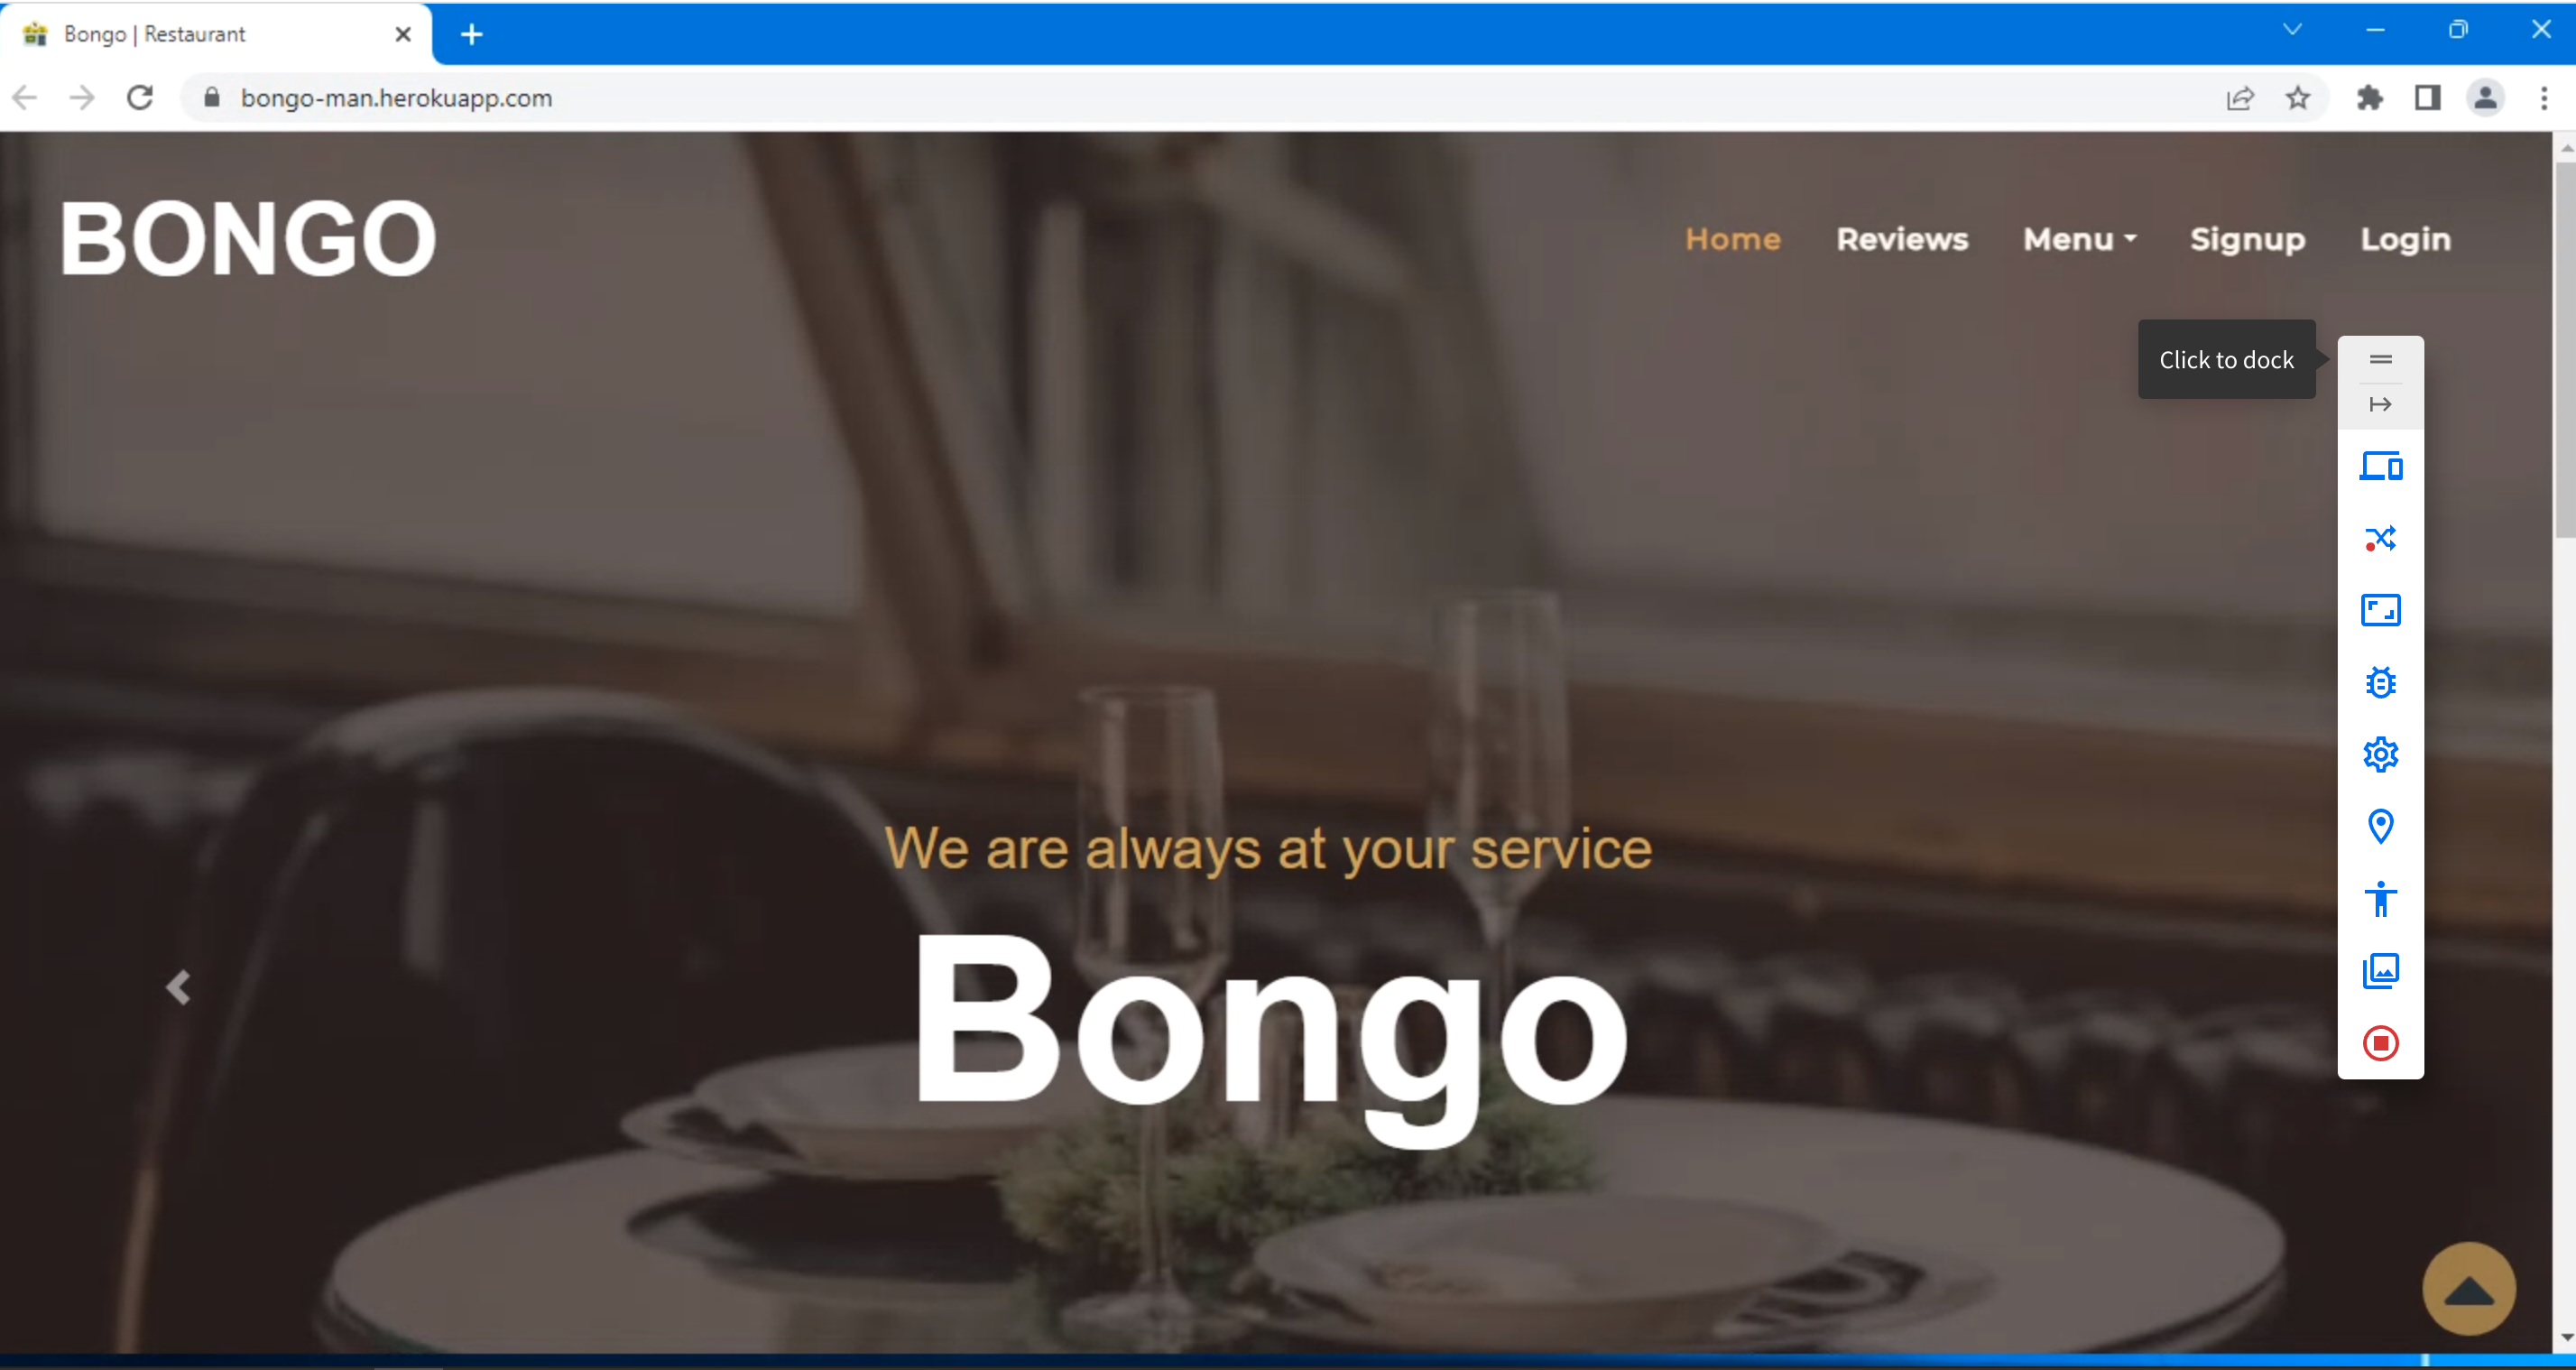 Bongo | Restaurant
bongo-man.herokuapp.com
BONGO
Home Reviews Menu Signup Login
Click to dock
We are always at your service
Bongo